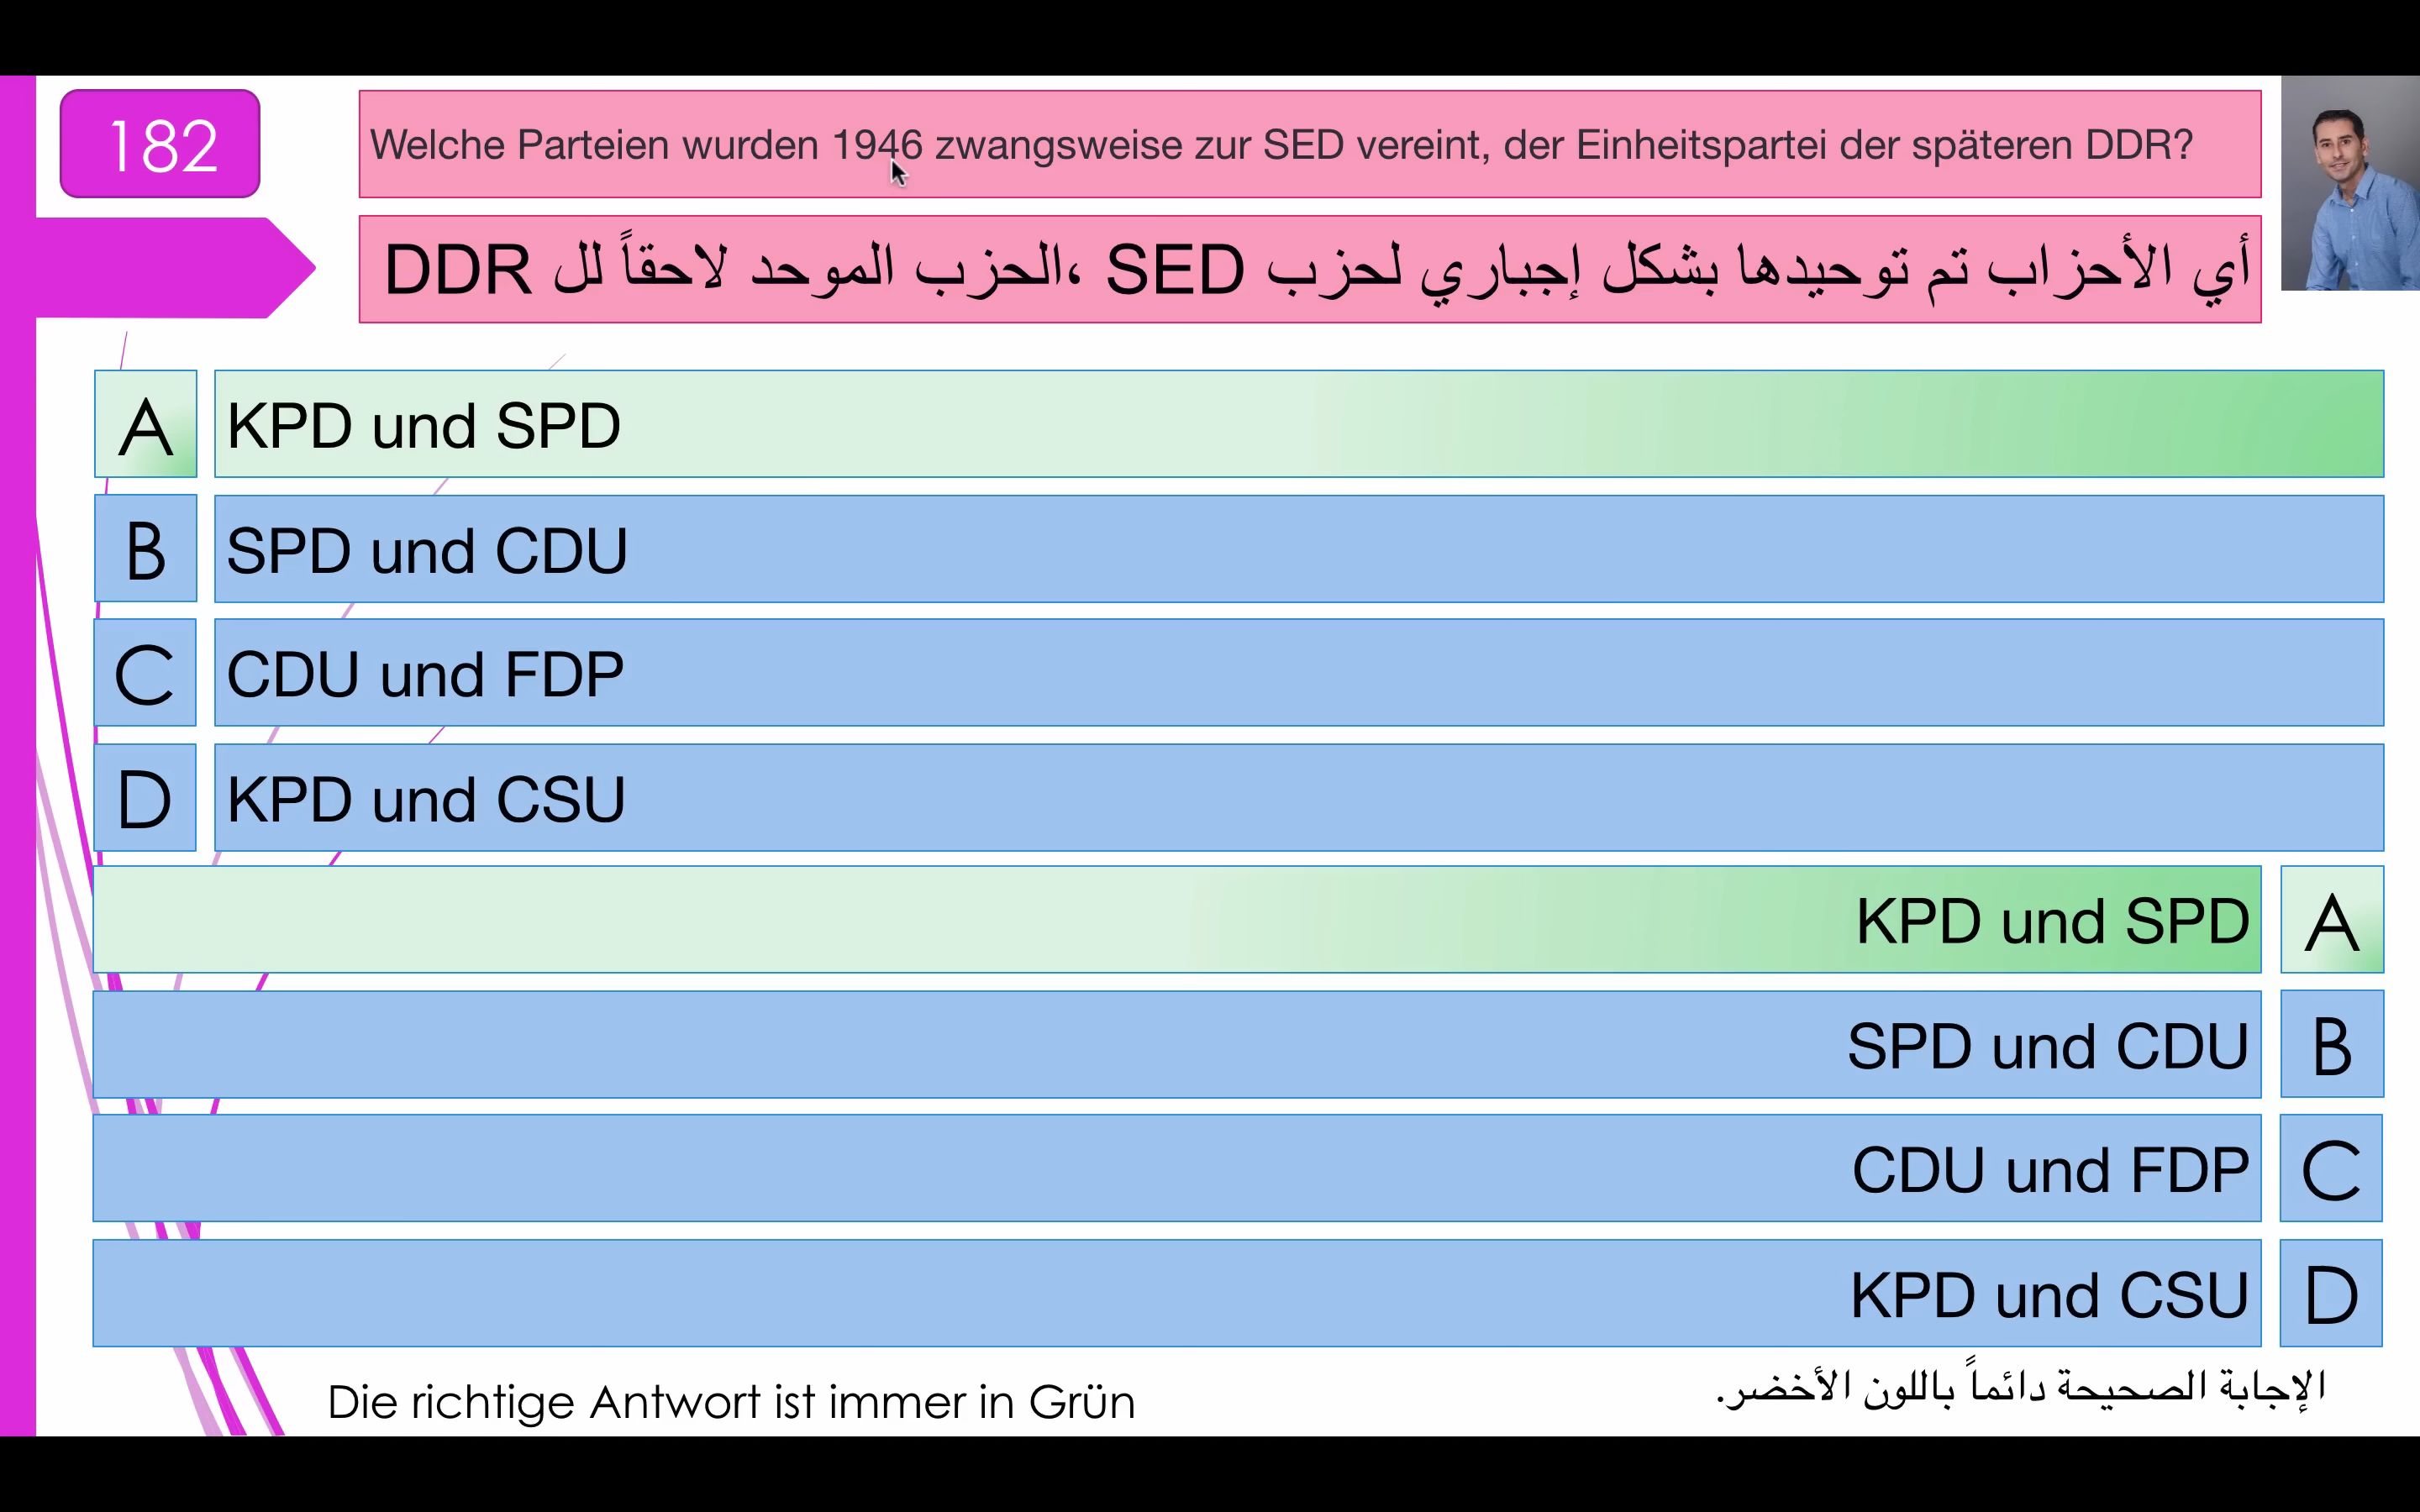 182
Welche Parteien wurden 1946 zwangsweise zur SED vereint, der Einheitspartei der späteren DDR?
أي الأحزاب تم توحيدها بشكل إجباري لحزب SED ،الحزب الموحد لاحقاً لل DDR
A KPD und SPD
B SPD und CDU
C CDU und FDP
D KPD und CSU
KPD und SPD A
SPD und CDU B
CDU und FDP C
KPD und CSU D
Die richtige Antwort ist immer in Grün
الإجابة الصحيحة دائماً باللون الأخضر.